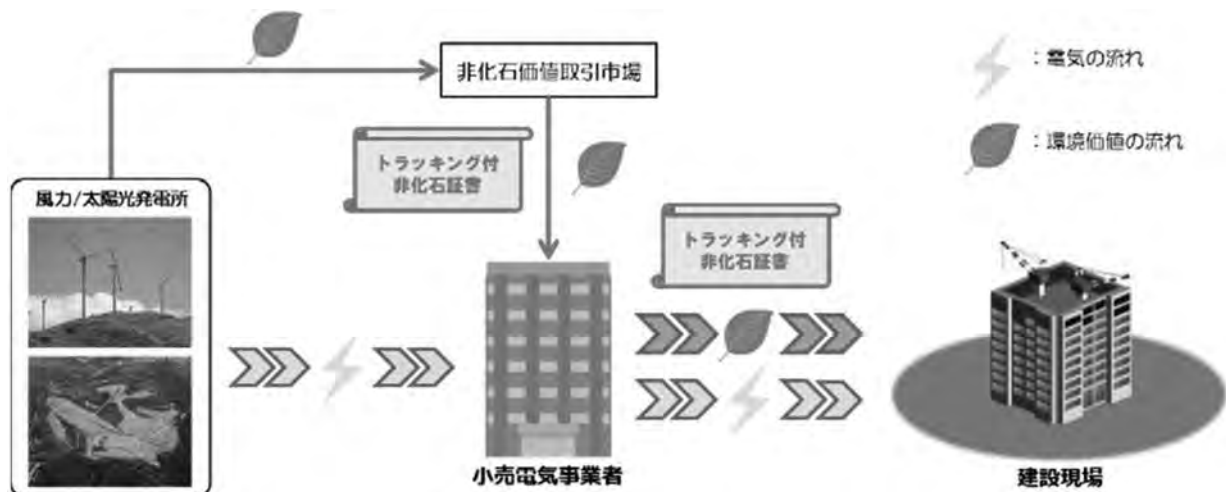 非化石価値取引市場
：電気の流れ
：環境価値の流れ
トラッキング付
非化石証書
風力/太陽光発電所
トラッキング付
非化石証書
小売電気事業者
建設現場